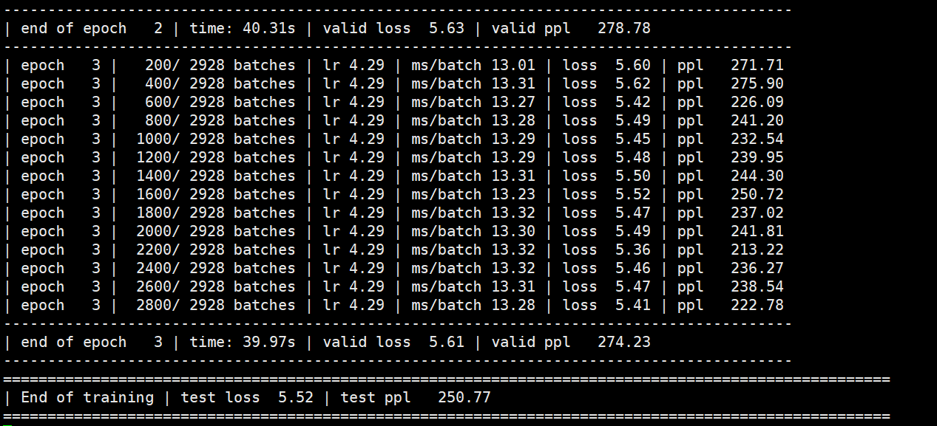 -----------------------------------------------------------------------------------------
| end of epoch   2 | time: 40.31s | valid loss  5.63 | valid ppl   278.78
-----------------------------------------------------------------------------------------
| epoch   3 |   200/ 2928 batches | lr 4.29 | ms/batch 13.01 | loss  5.60 | ppl   271.71
| epoch   3 |   400/ 2928 batches | lr 4.29 | ms/batch 13.31 | loss  5.62 | ppl   275.90
| epoch   3 |   600/ 2928 batches | lr 4.29 | ms/batch 13.27 | loss  5.42 | ppl   226.09
| epoch   3 |   800/ 2928 batches | lr 4.29 | ms/batch 13.28 | loss  5.49 | ppl   241.20
| epoch   3 |  1000/ 2928 batches | lr 4.29 | ms/batch 13.29 | loss  5.45 | ppl   232.54
| epoch   3 |  1200/ 2928 batches | lr 4.29 | ms/batch 13.29 | loss  5.48 | ppl   239.95
| epoch   3 |  1400/ 2928 batches | lr 4.29 | ms/batch 13.31 | loss  5.50 | ppl   244.30
| epoch   3 |  1600/ 2928 batches | lr 4.29 | ms/batch 13.23 | loss  5.52 | ppl   250.72
| epoch   3 |  1800/ 2928 batches | lr 4.29 | ms/batch 13.32 | loss  5.47 | ppl   237.02
| epoch   3 |  2000/ 2928 batches | lr 4.29 | ms/batch 13.30 | loss  5.49 | ppl   241.81
| epoch   3 |  2200/ 2928 batches | lr 4.29 | ms/batch 13.32 | loss  5.36 | ppl   213.22
| epoch   3 |  2400/ 2928 batches | lr 4.29 | ms/batch 13.32 | loss  5.46 | ppl   236.27
| epoch   3 |  2600/ 2928 batches | lr 4.29 | ms/batch 13.31 | loss  5.47 | ppl   238.54
| epoch   3 |  2800/ 2928 batches | lr 4.29 | ms/batch 13.28 | loss  5.41 | ppl   222.78
-----------------------------------------------------------------------------------------
| end of epoch   3 | time: 39.97s | valid loss  5.61 | valid ppl   274.23
-----------------------------------------------------------------------------------------
====================================================================================================
| End of training | test loss  5.52 | test ppl   250.77
====================================================================================================